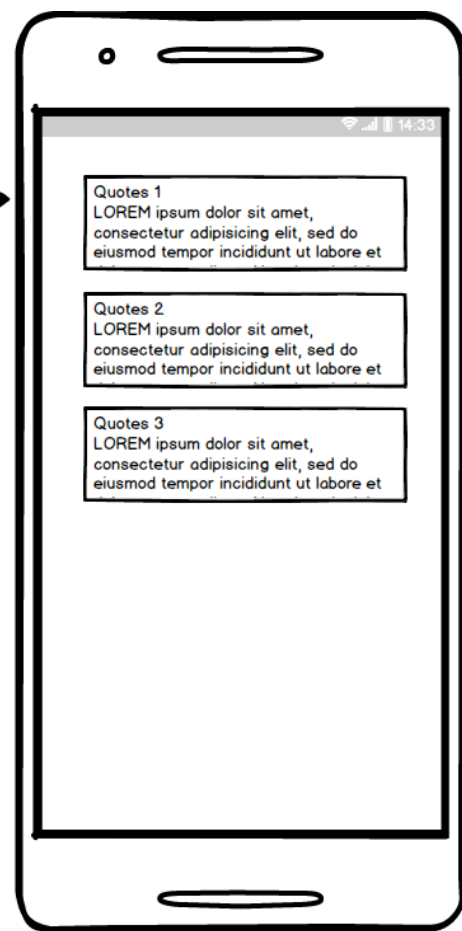 14:33
Quotes 1
LOREM ipsum dolor sit amet,
consectetur adipisicing elit, sed do
eiusmod tempor incididunt ut labore et
Quotes 2
LOREM ipsum dolor sit amet,
consectetur adipisicing elit, sed do
eiusmod tempor incididunt ut labore et
Quotes 3
LOREM ipsum dolor sit amet,
consectetur adipisicing elit, sed do
eiusmod tempor incididunt ut labore et